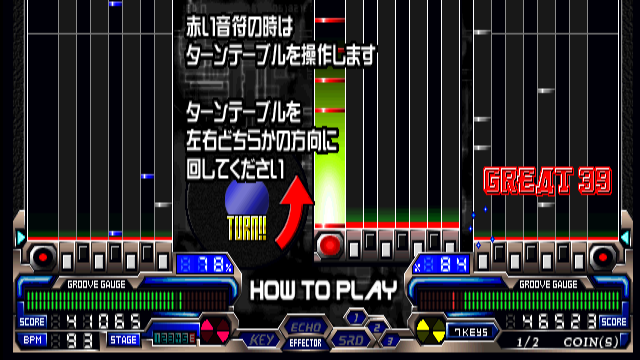 赤い音符の時は
ターンテーブルを操作します
ターンテーブルを
左右どちらかの方向に
回してください
TURN!!
GREAT 39
78%
84
HOW TO PLAY
GROOVE GAUGE
GROOVE GAUGE
SCORE 41065
46523 SCORE
BPM 93
STAGE 123456
KEY
ECHO
EFFECTOR
SRD
1
2
3
7KEYS
1/2 COIN(S)